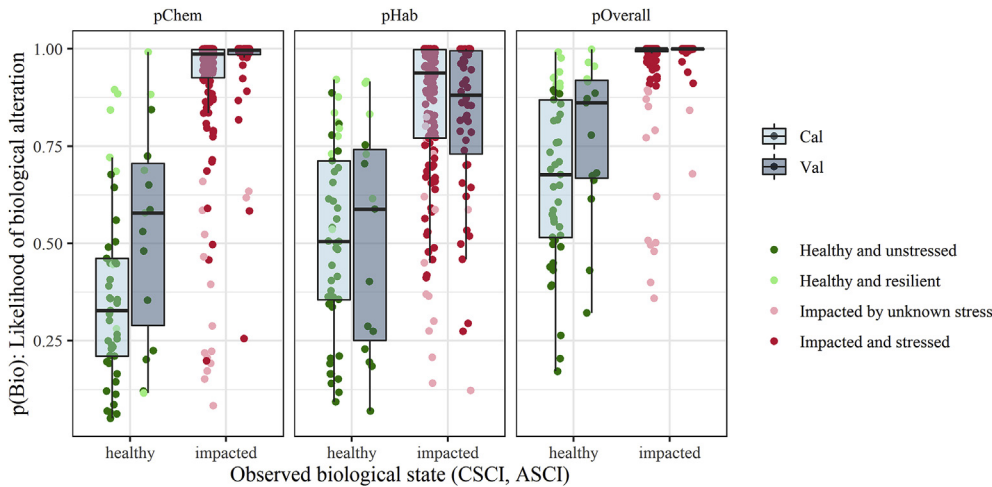 pChem pHab pOverall
p(Bio): Likelihood of biological alteration
1.00
0.75
0.50
0.25
healthy impacted healthy impacted healthy impacted
Observed biological state (CSCI, ASCI)
Cal
Val
Healthy and unstressed
Healthy and resilient
Impacted by unknown stress
Impacted and stressed